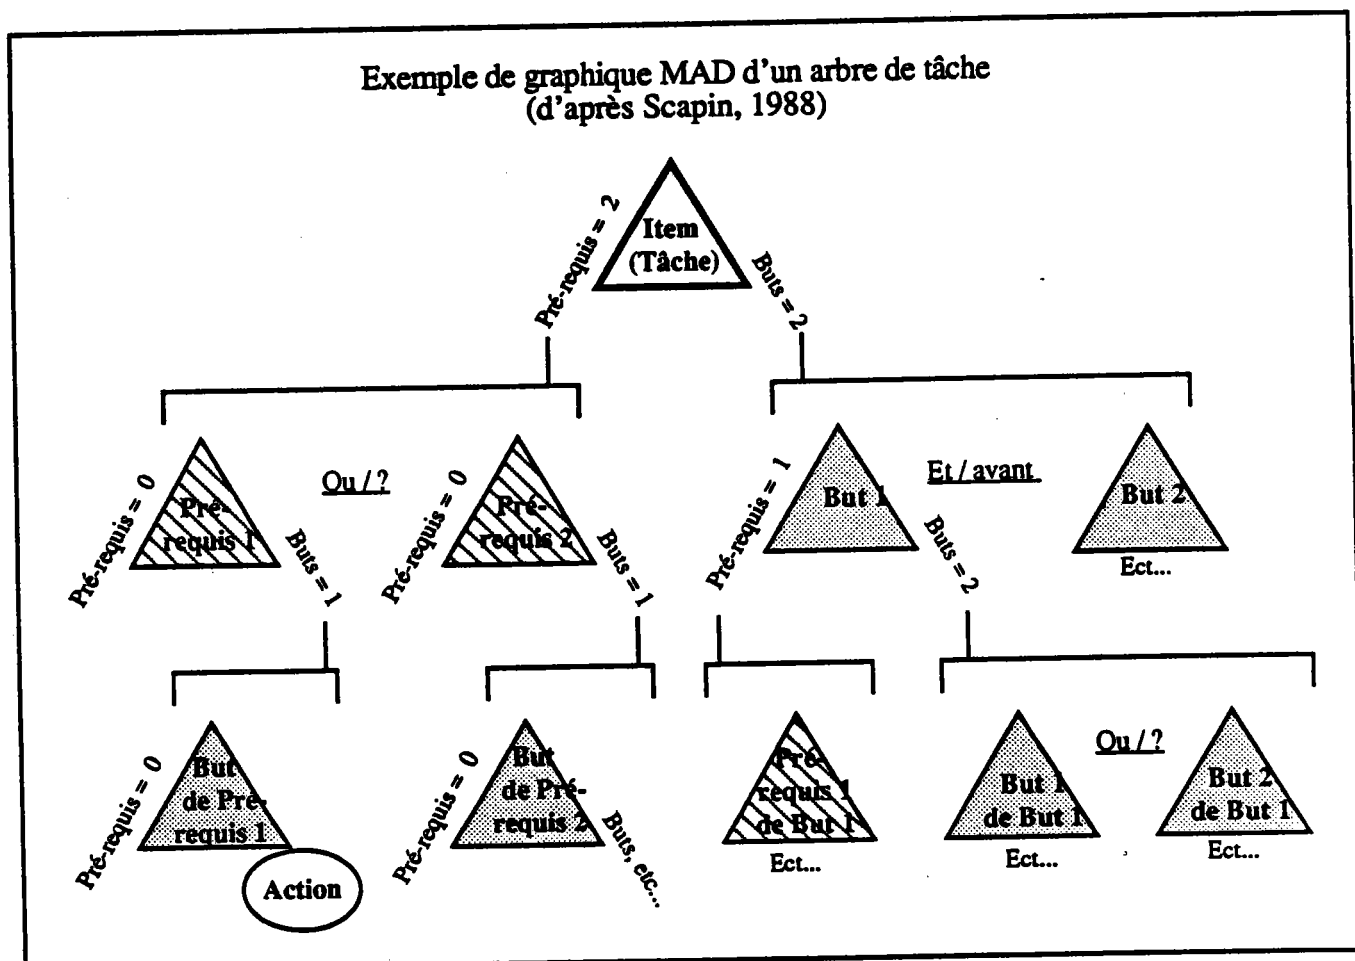 Exemple de graphique MAD d'un arbre de tâche
(d'après Scapin, 1988)
Pré-requis = 2
Item
(Tâche)
Buts = 2
Pré-requis = 0
Pré-
requis 1
Buts = 1
Ou / ?
Pré-requis = 0
Pré-
requis 2
Buts = 1
Pré-requis = 1
But 1
Buts = 2
Et / avant
But 2
Ect...
Pré-requis = 0
But
de Pré-
requis 1
Action
Pré-requis = 0
But
de Pré-
requis 2
Buts, etc...
Pré-
requis 1
de But 1
Ect...
But 1
de But 1
Ect...
Ou / ?
But 2
de But 1
Ect...